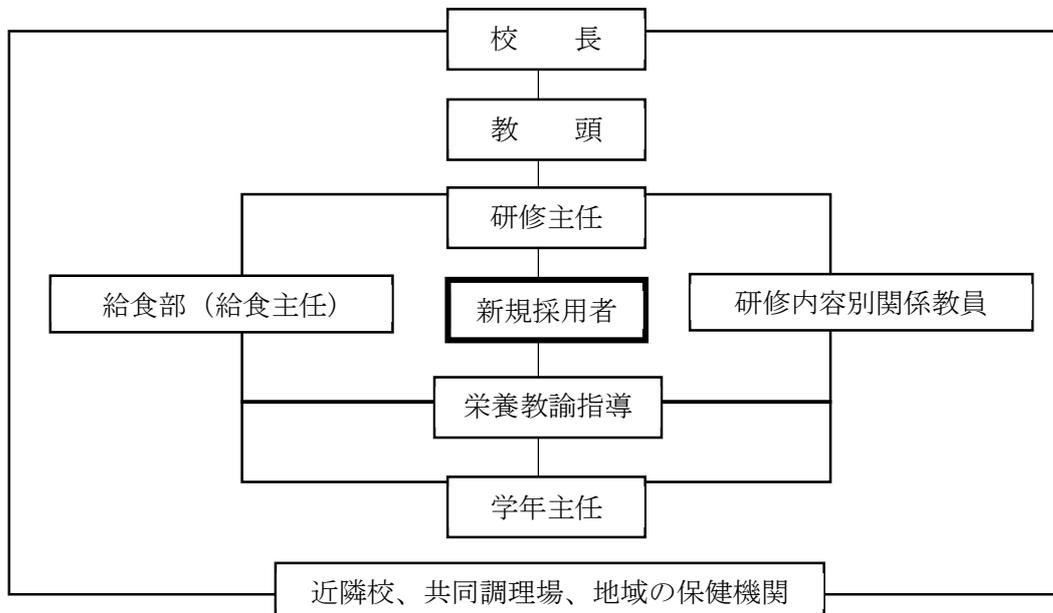 校　　長
教　　頭
研修主任
給食部（給食主任）
新規採用者
研修内容別関係教員
栄養教諭指導
学年主任
近隣校、共同調理場、地域の保健機関